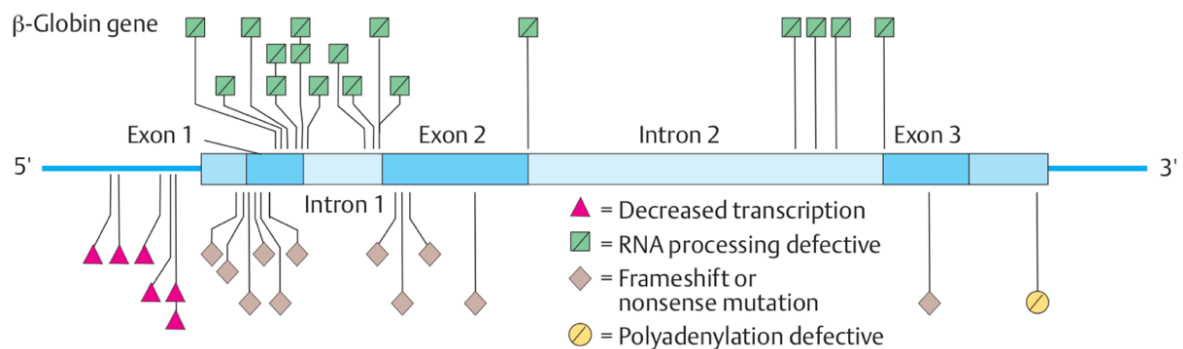 β-Globin gene
Exon 1
Exon 2
Intron 2
Exon 3
5'
3'
Intron 1
= Decreased transcription
= RNA processing defective
= Frameshift or
nonsense mutation
= Polyadenylation defective